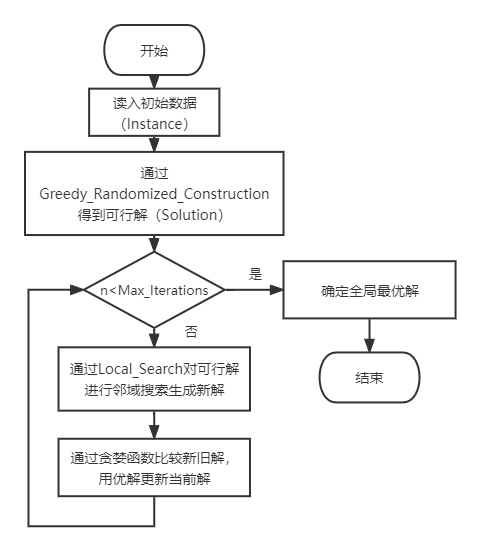 开始
读入初始数据
（Instance）
通过
Greedy_Randomized_Construction
得到可行解（Solution）
n<Max_Iterations
是
确定全局最优解
否
通过Local_Search对可行解
进行邻域搜索生成新解
结束
通过贪婪函数比较新旧解，
用优解更新当前解